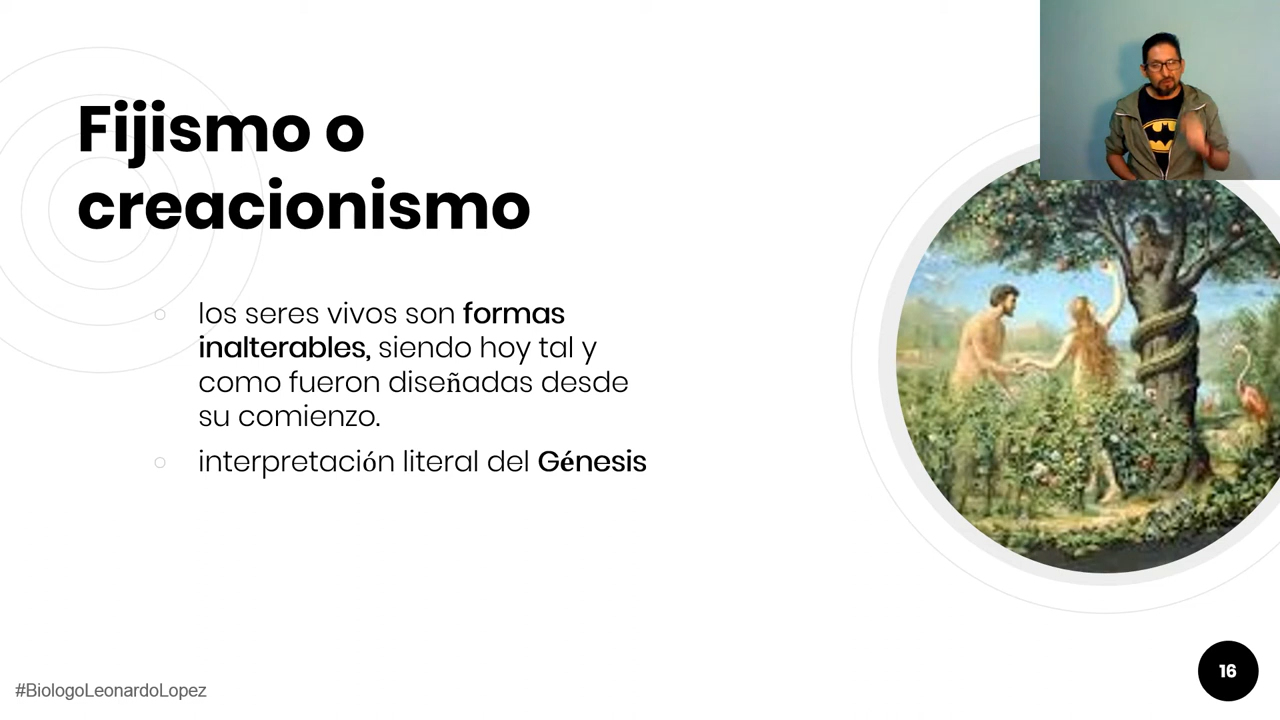 Fijismo o
creacionismo
los seres vivos son formas
inalterables, siendo hoy tal y
como fueron diseñadas desde
su comienzo.
interpretación literal del Génesis
#BiologoLeonardoLopez
16